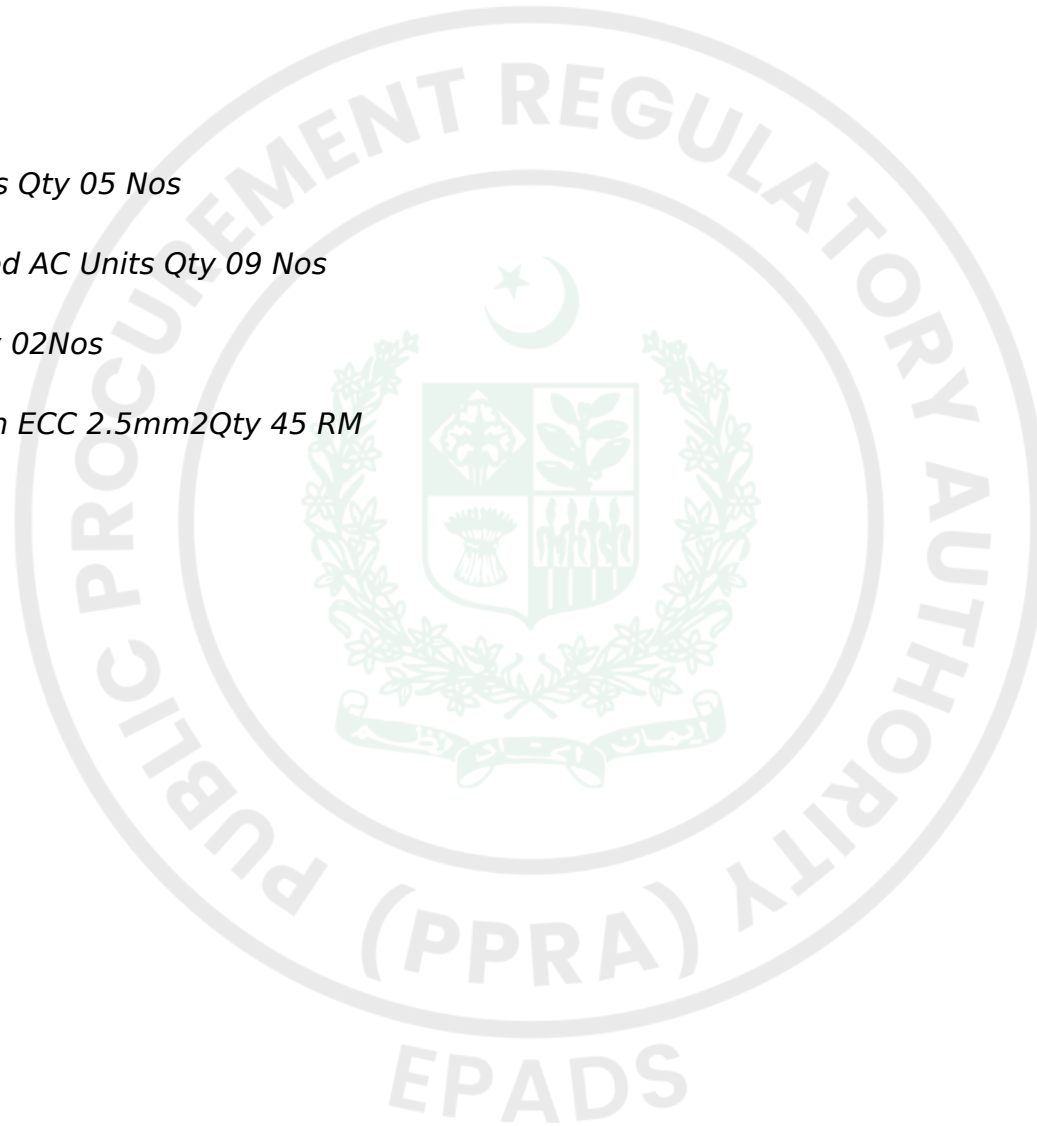 s Qty 05 Nos
d AC Units Qty 09 Nos
02Nos
ECC 2.5mm2Qty 45 RM
PUBLIC PROCUREMENT REGULATORY AUTHORITY
(PPRA)
EPADS